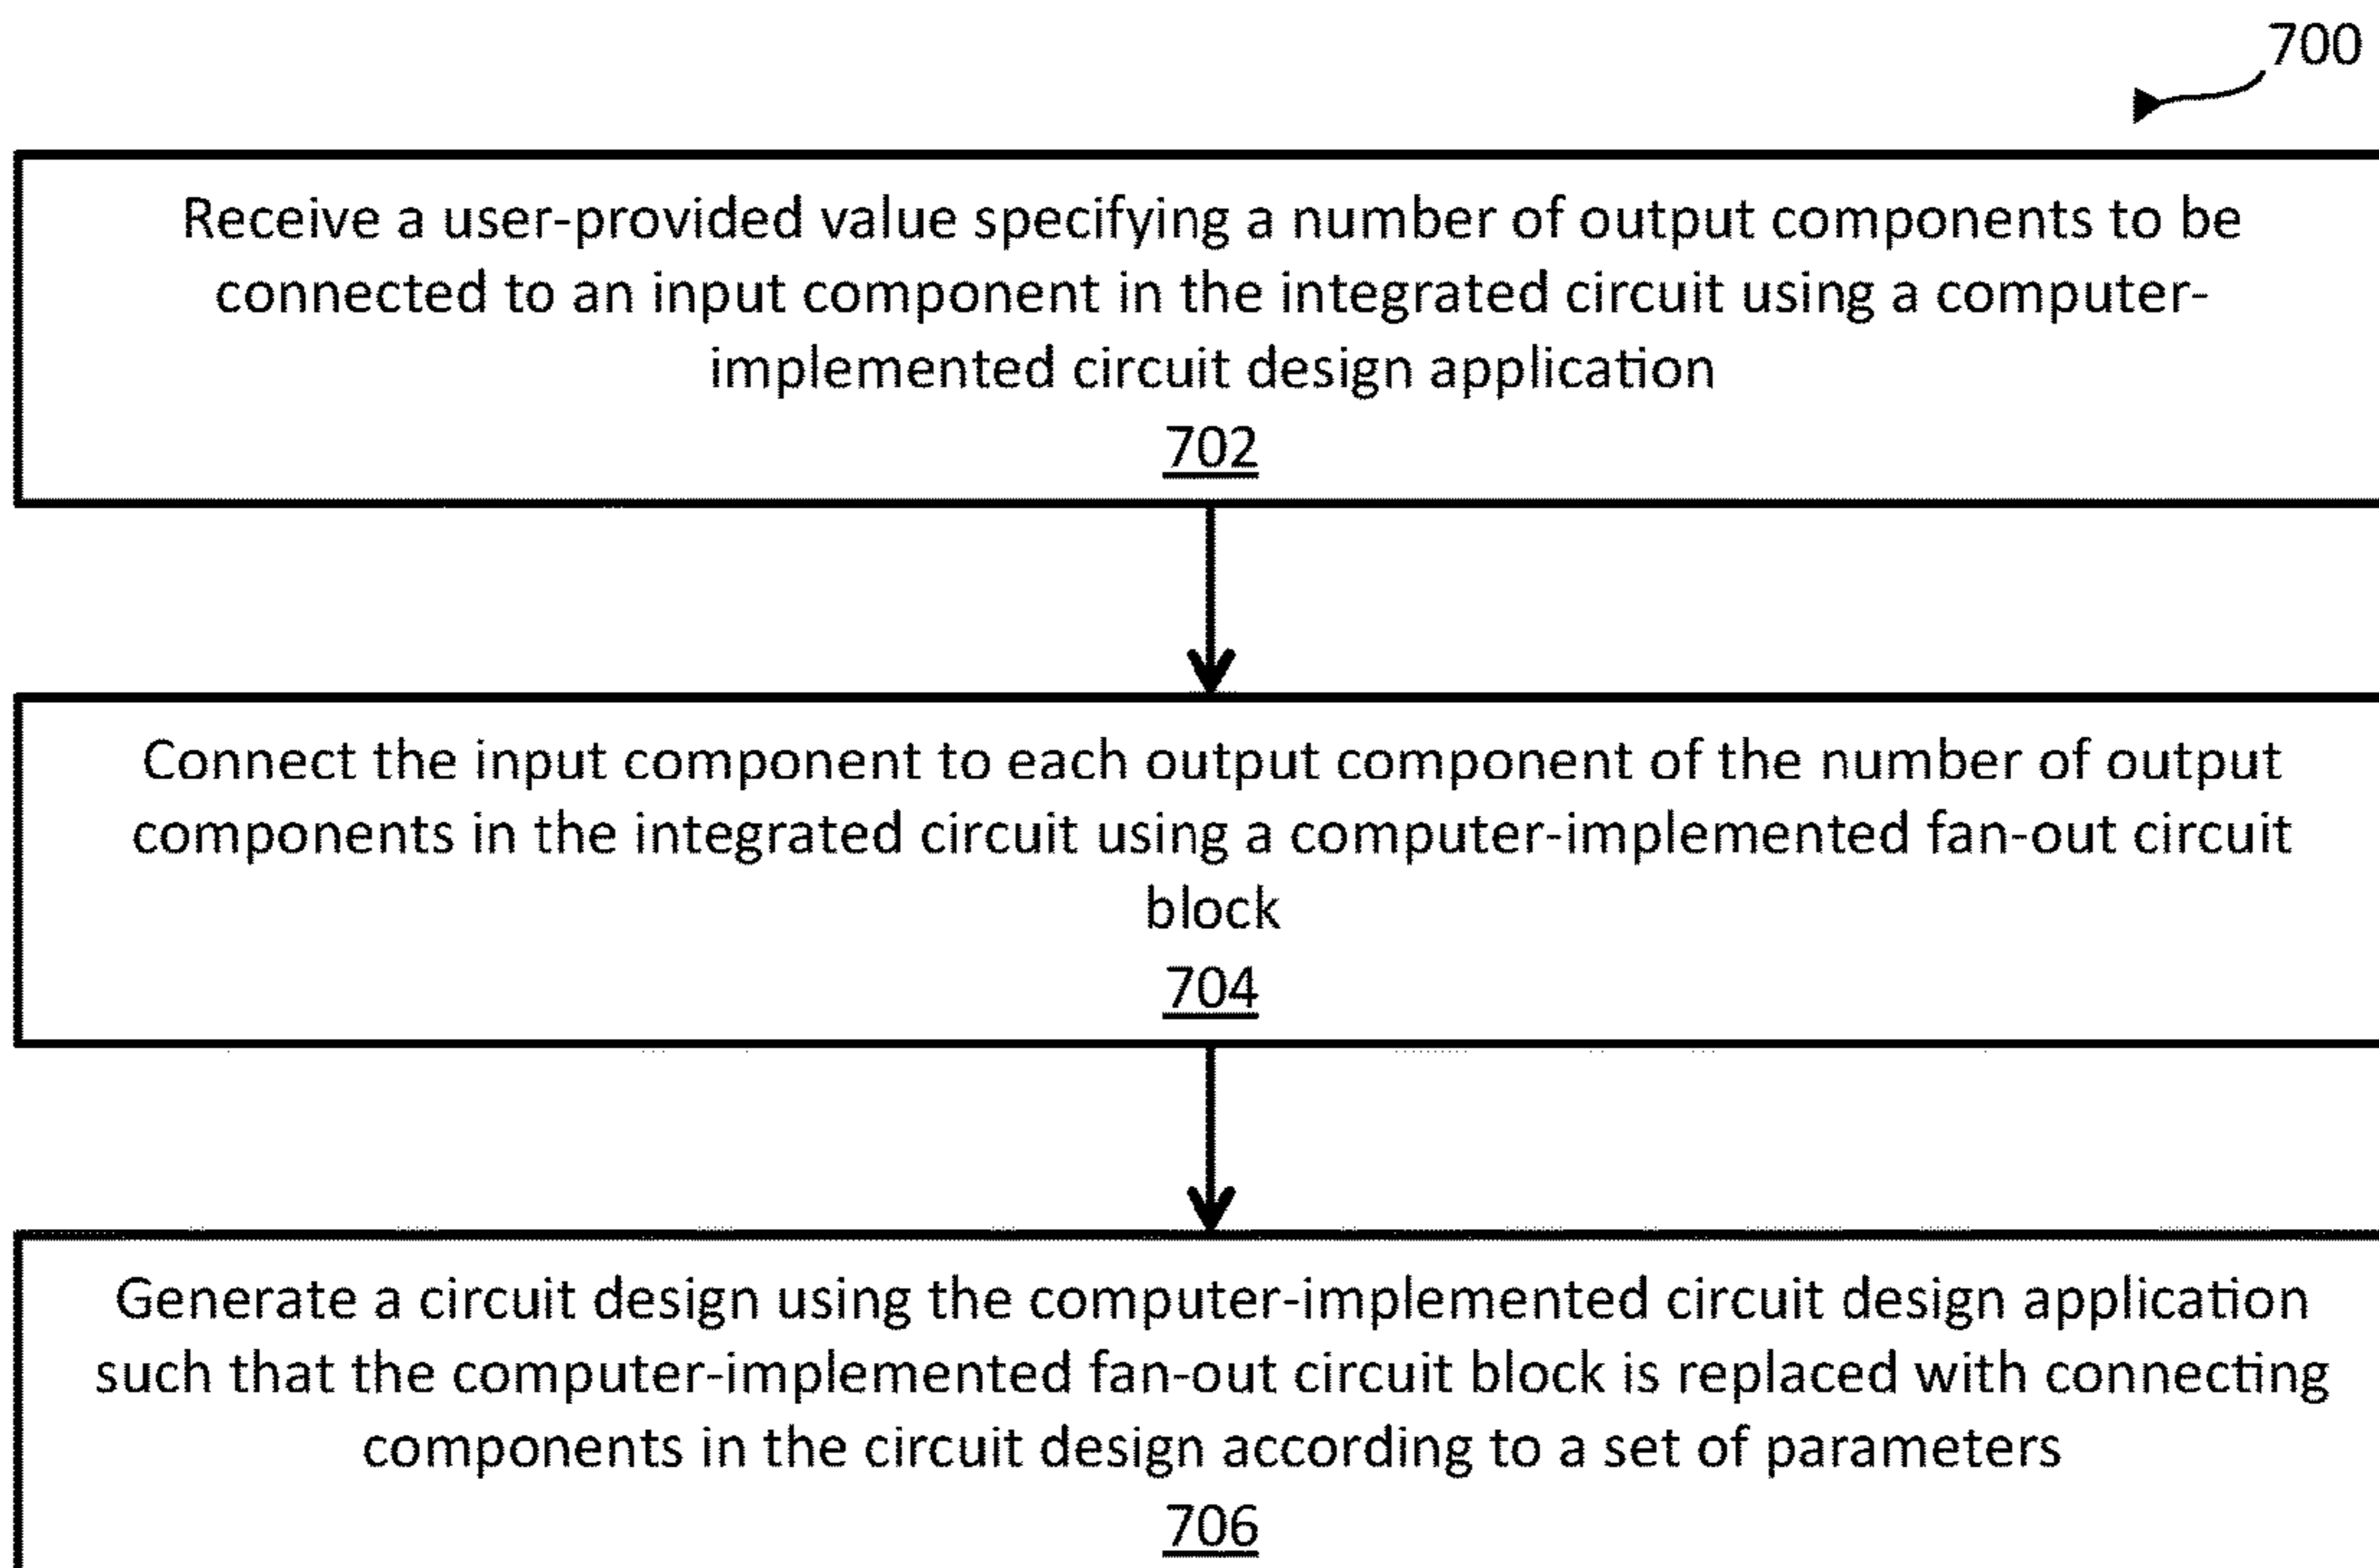 700
Receive a user-provided value specifying a number of output components to be
connected to an input component in the integrated circuit using a computer-
implemented circuit design application
702
Connect the input component to each output component of the number of output
components in the integrated circuit using a computer-implemented fan-out circuit
block
704
Generate a circuit design using the computer-implemented circuit design application
such that the computer-implemented fan-out circuit block is replaced with connecting
components in the circuit design according to a set of parameters
706